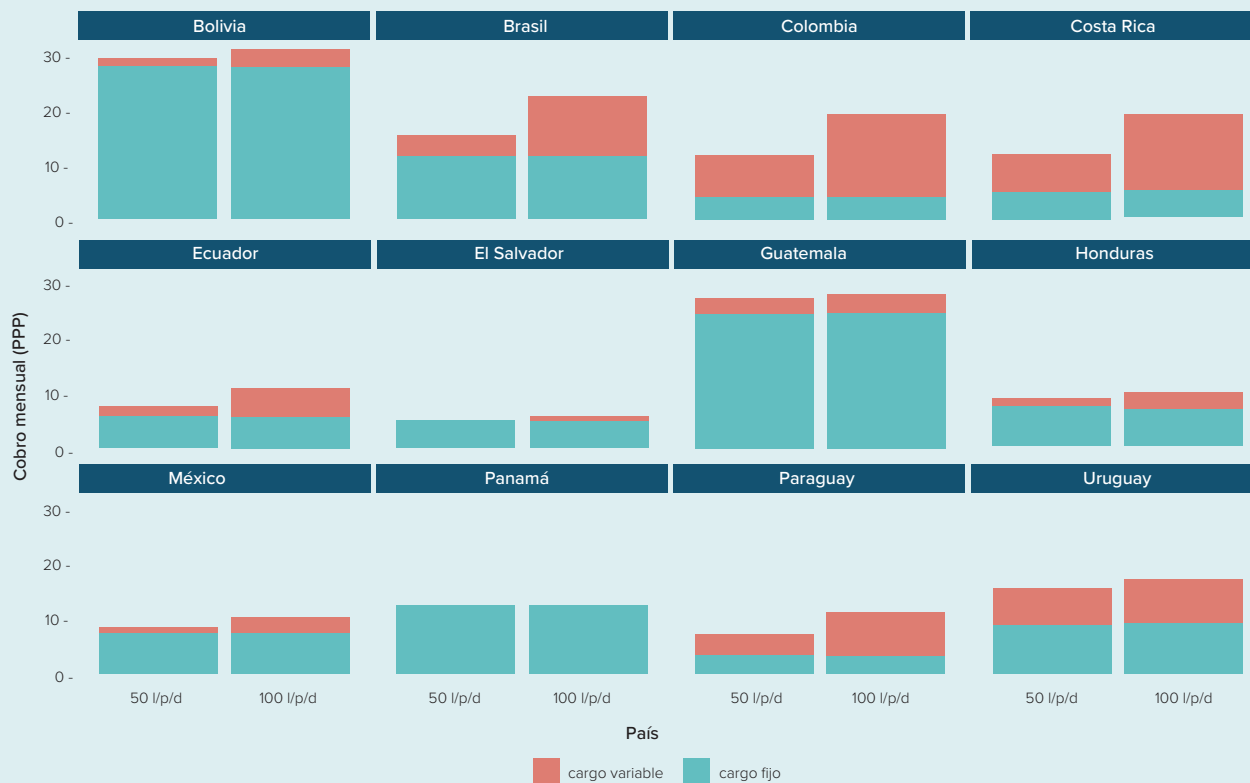 Bolivia
Brasil
Colombia
Costa Rica
30 -
20 -
10 -
0 -
Ecuador
El Salvador
Guatemala
Honduras
30 -
20 -
10 -
0 -
México
Panamá
Paraguay
Uruguay
30 -
20 -
10 -
0 -
Cobro mensual (PPP)
50 l/p/d
100 l/p/d
50 l/p/d
100 l/p/d
50 l/p/d
100 l/p/d
50 l/p/d
100 l/p/d
País
cargo variable
cargo fijo